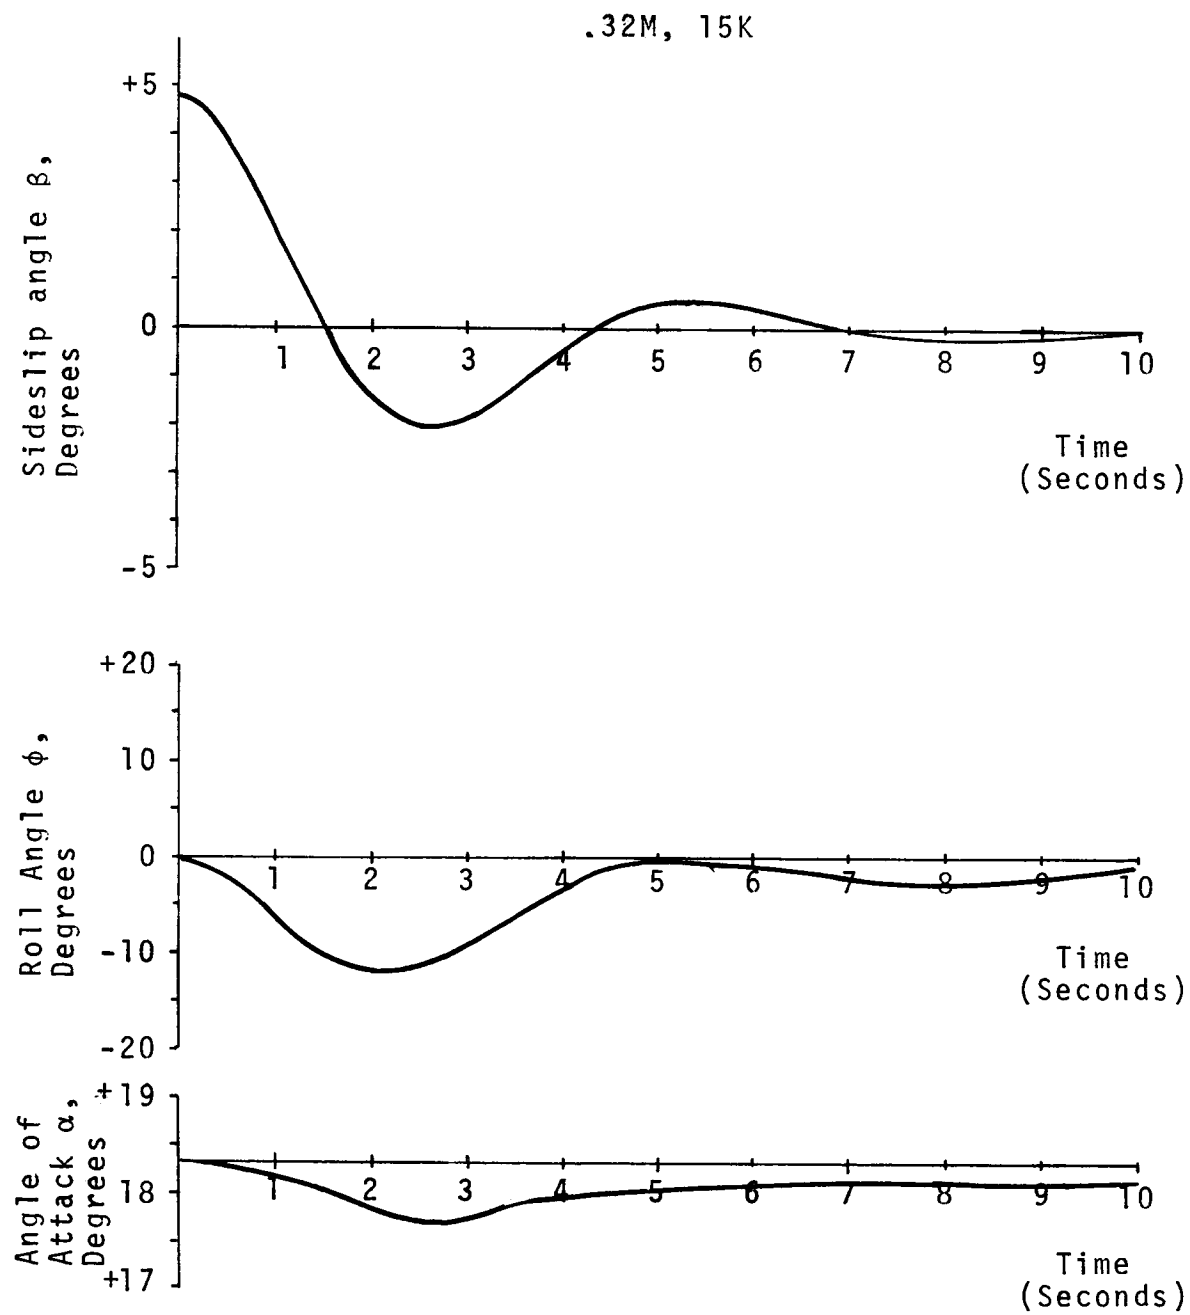 .32M, 15K
+5
0
-5
Sideslip angle β,
Degrees
1 2 3 4 5 6 7 8 9 10
Time
(Seconds)
+20
10
0
-10
-20
Roll Angle ϕ,
Degrees
1 2 3 4 5 6 7 8 9 10
Time
(Seconds)
+19
18
+17
Angle of
Attack α,
Degrees
1 2 3 4 5 6 7 8 9 10
Time
(Seconds)